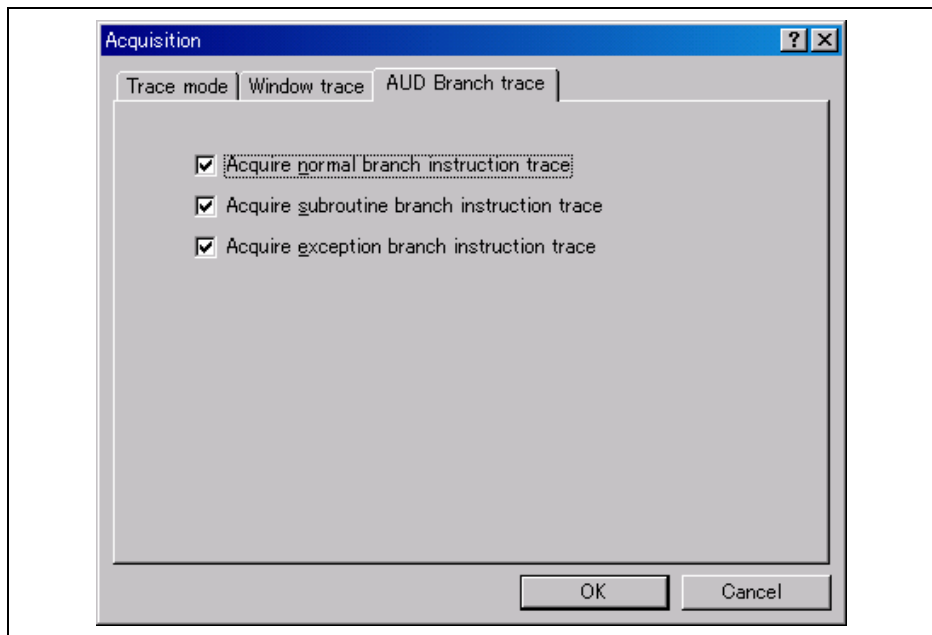 Acquisition
Trace mode Window trace AUD Branch trace
Acquire normal branch instruction trace
Acquire subroutine branch instruction trace
Acquire exception branch instruction trace
OK Cancel